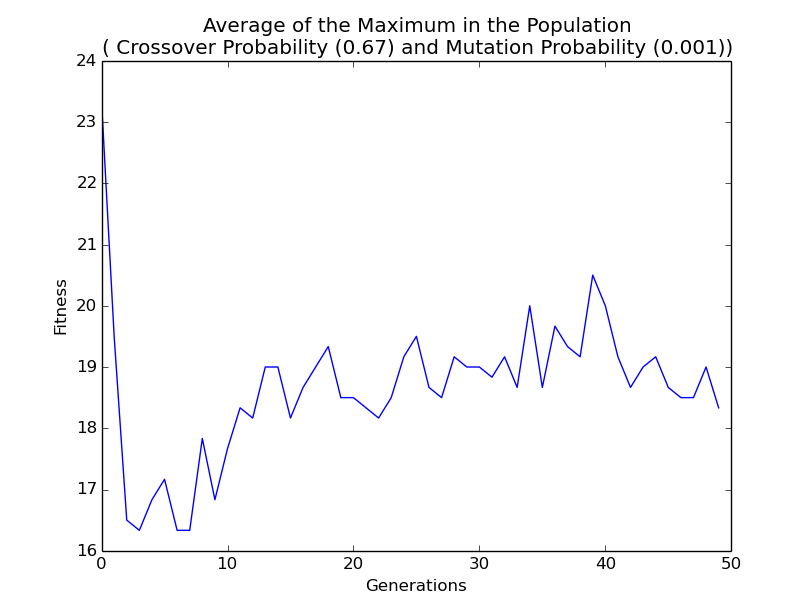 Average of the Maximum in the Population
( Crossover Probability (0.67) and Mutation Probability (0.001))
24
23
22
21
20
19
18
17
16
Fitness
0 10 20 30 40 50
Generations